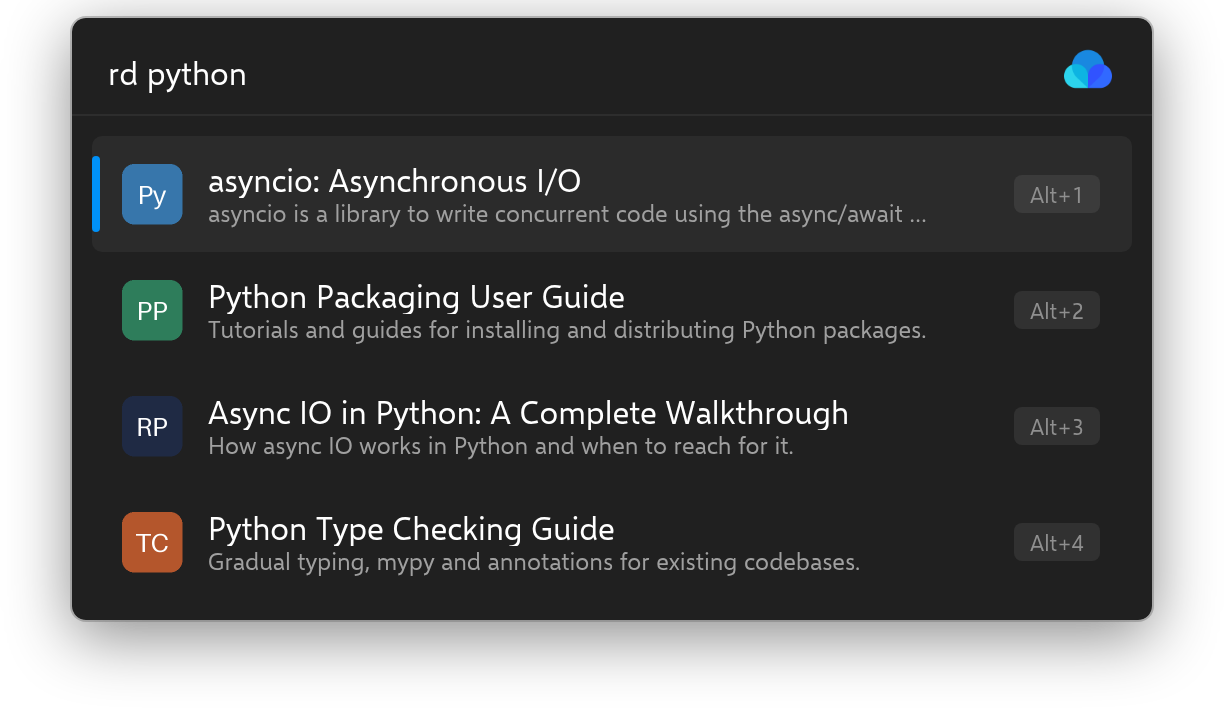 rd python
Py
asyncio: Asynchronous I/O
asyncio is a library to write concurrent code using the async/await ...
Alt+1
PP
Python Packaging User Guide
Tutorials and guides for installing and distributing Python packages.
Alt+2
RP
Async IO in Python: A Complete Walkthrough
How async IO works in Python and when to reach for it.
Alt+3
TC
Python Type Checking Guide
Gradual typing, mypy and annotations for existing codebases.
Alt+4